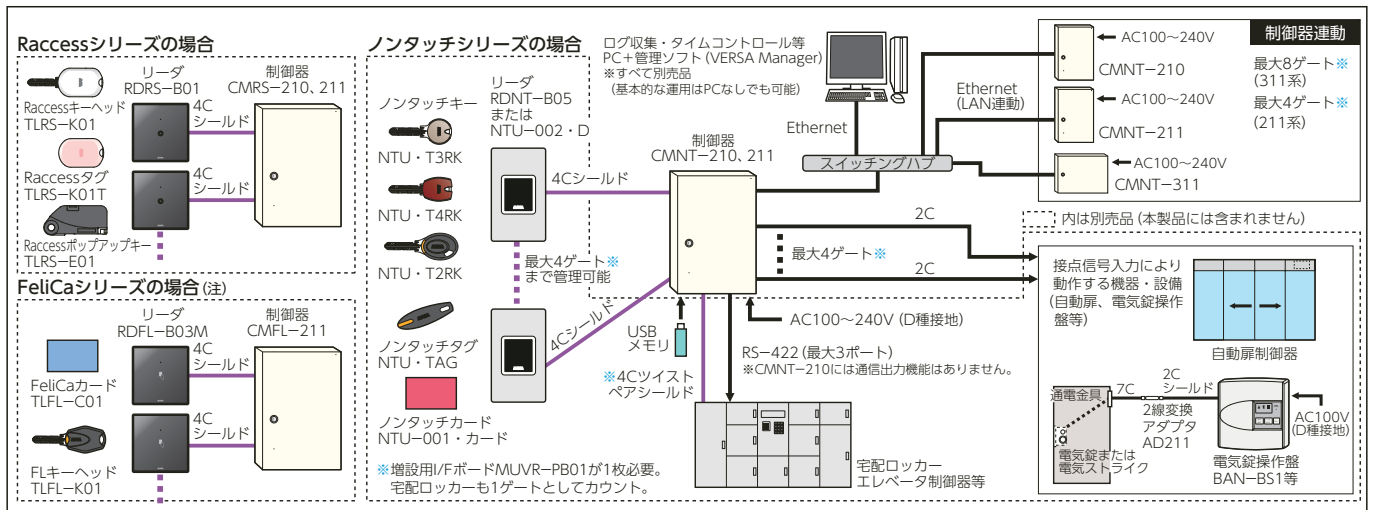 Raccessシリーズの場合
Raccessキーヘッド
TLRS−K01
Raccessタグ
TLRS−K01T
Raccessポップアップキー
TLRS−E01
リーダ
RDRS−B01
4C
シールド
4C
シールド
制御器
CMRS−210、211
FeliCaシリーズの場合(注)
FeliCaカード
TLFL−C01
FLキーヘッド
TLFL−K01
リーダ
RDFL−B03M
4C
シールド
4C
シールド
制御器
CMFL−211
ノンタッチシリーズの場合
ノンタッチキー
NTU・T3RK
NTU・T4RK
NTU・T2RK
ノンタッチタグ
NTU・TAG
ノンタッチカード
NTU−001・カード
リーダ
RDNT−B05
または
NTU−002・D
最大4ゲート※
まで管理可能
4Cシールド
4Cシールド
※増設用I/FボードMUVR−PB01が1枚必要。
宅配ロッカーも1ゲートとしてカウント。
ログ収集・タイムコントロール等
PC+管理ソフト(VERSA Manager)
※すべて別売品
(基本的な運用はPCなしでも可能)
Ethernet
制御器
CMNT−210、211
スイッチングハブ
Ethernet
(LAN連動)
制御器連動
AC100〜240V
CMNT−210
AC100〜240V
CMNT−211
AC100〜240V
CMNT−311
最大8ゲート※
(311系)
最大4ゲート※
(211系)
内は別売品(本製品には含まれません)
2C
最大4ゲート※
2C
USB
メモリ
AC100〜240V(D種接地)
RS−422(最大3ポート)
※CMNT−210には通信出力機能はありません。
※4Cツイスト
ペアシールド
宅配ロッカー
エレベータ制御器等
接点信号入力により
動作する機器・設備
(自動扉、電気錠操作
盤等)
自動扉制御器
通電金具
7C
2C
シールド
2線変換
アダプタ
AD211
電気錠または
電気ストライク
AC100V
(D種接地)
電気錠操作盤
BAN−BS1等